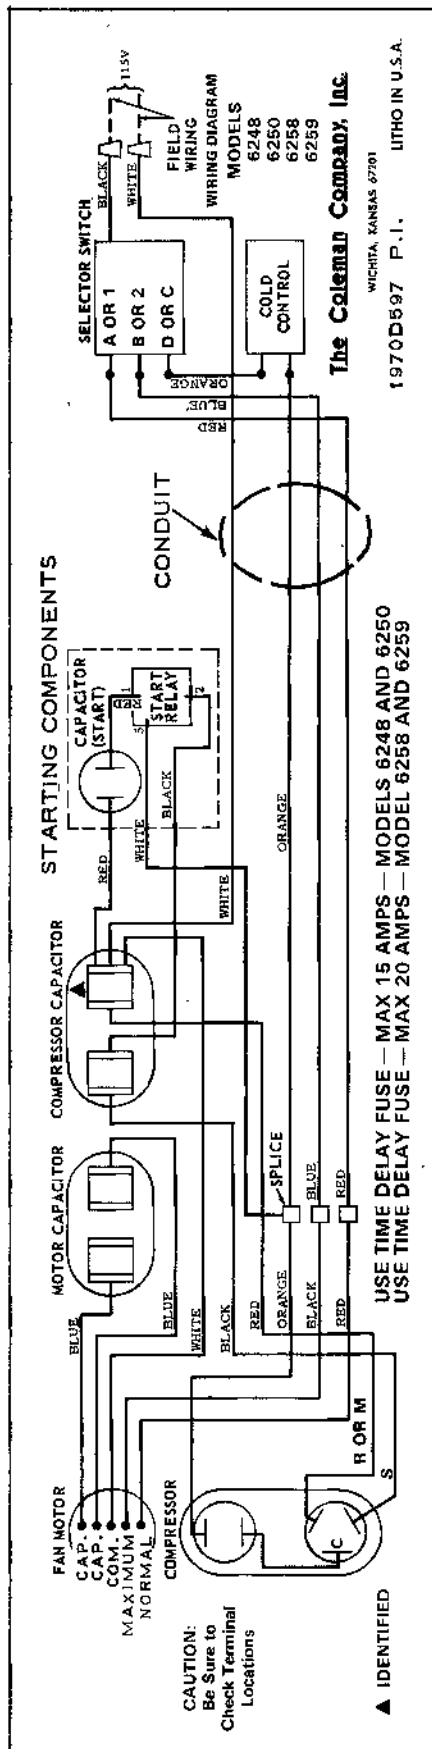 FAN MOTOR
CAP.
CAP.
COM.
MAXIMUM
NORMAL
BLUE
MOTOR CAPACITOR
COMPRESSOR CAPACITOR
BLUE
WHITE
BLACK
RED
RED
WHITE
WHITE
STARTING COMPONENTS
CAPACITOR
(START)
RED
1
5
2
START
RELAY
BLACK
SELECTOR SWITCH
A OR 1
B OR 2
D OR C
BLACK
WHITE
115V
FIELD
WIRING
ORANGE
BLUE
RED
COLD
CONTROL
CONDUIT
COMPRESSOR
C
R OR M
S
ORANGE
BLACK
RED
SPLICE
BLUE
RED
ORANGE
CAUTION:
Be Sure to
Check Terminal
Locations
▲ IDENTIFIED
USE TIME DELAY FUSE — MAX 15 AMPS — MODELS 6248 AND 6250
USE TIME DELAY FUSE — MAX 20 AMPS — MODEL 6258 AND 6259
WIRING DIAGRAM
MODELS
6248
6250
6258
6259
The Coleman Company, Inc.
WICHITA, KANSAS 67201
1970D597 P.I. LITHO IN U.S.A.